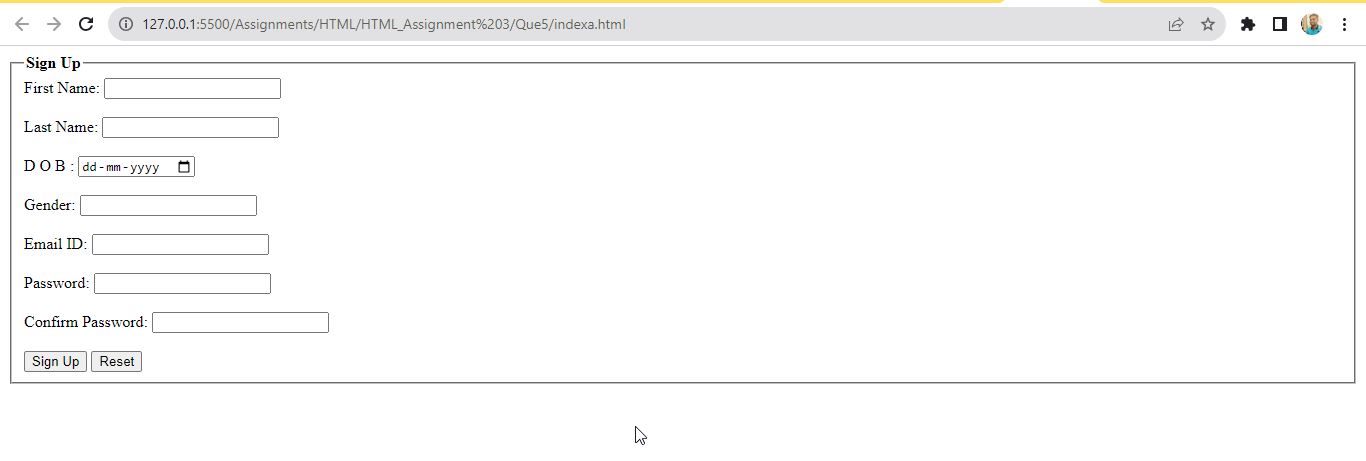 127.0.0.1:5500/Assignments/HTML/HTML_Assignment%203/Que5/indexa.html
Sign Up
First Name:
Last Name:
D O B : dd-mm-yyyy
Gender:
Email ID:
Password:
Confirm Password:
Sign Up Reset